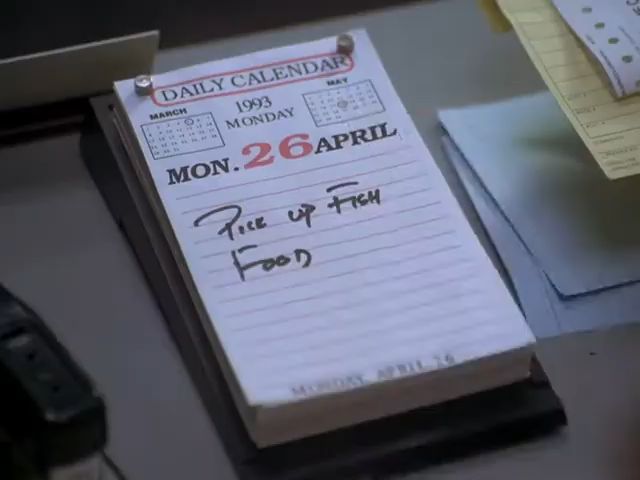 DAILY CALENDAR
MARCH
1993
MAY
MONDAY
MON. 26 APRIL
PICK UP FISH
FOOD
MONDAY, APRIL 26